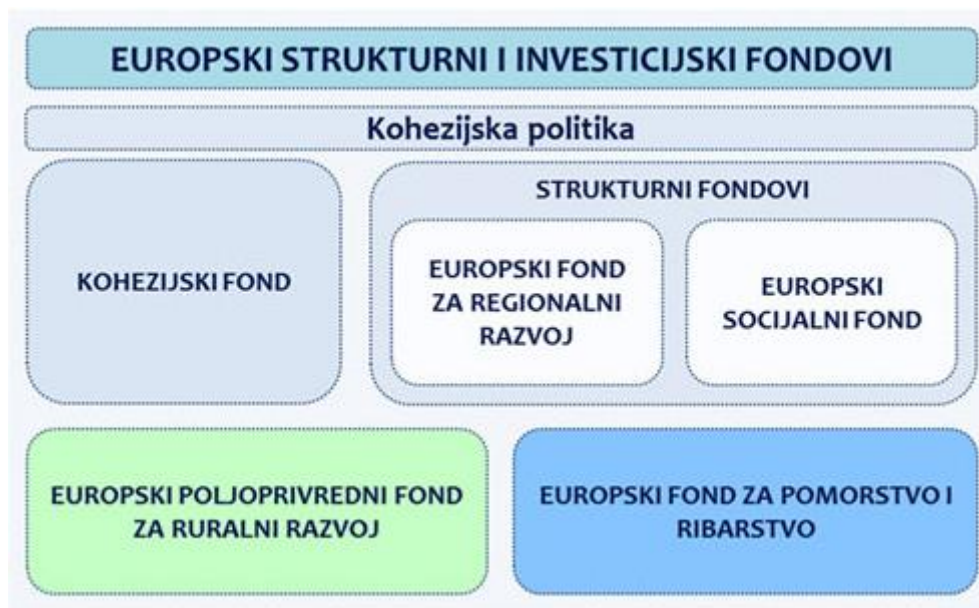 EUROPSKI STRUKTURNI I INVESTICIJSKI FONDOVI
Kohezijska politika
KOHEZIJSKI FOND
STRUKTURNI FONDOVI
EUROPSKI FOND
ZA REGIONALNI
RAZVOJ
EUROPSKI
SOCIJALNI FOND
EUROPSKI POLJOPRIVREDNI FOND
ZA RURALNI RAZVOJ
EUROPSKI FOND ZA POMORSTVO I
RIBARSTVO